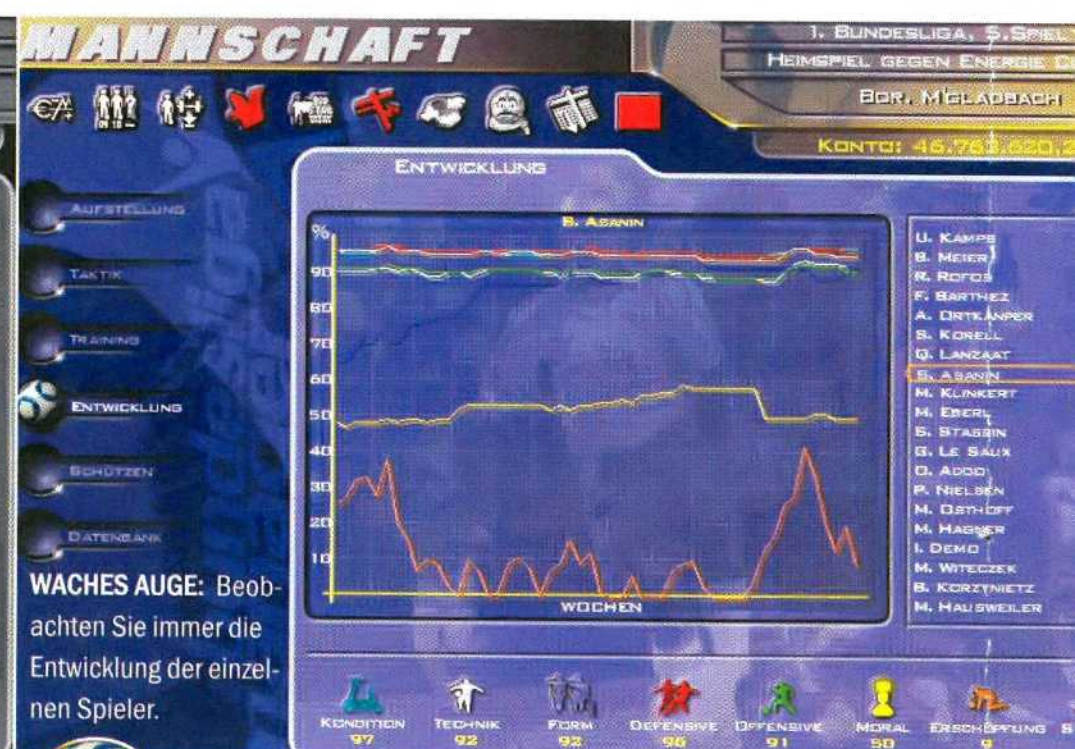 MANNSCHAFT
1. BUNDESLIGA, 5. SPIEL
HEIMSPIEL GEGEN ENERGIE
BOR. M'GLADBACH
KONTO: 46.763.620,2
ENTWICKLUNG
AUFSTELLUNG
TAKTIK
TRAINING
ENTWICKLUNG
SCHÜTZEN
DATENBANK
S. ASANIN
%
90
80
70
60
50
40
30
20
10
WOCHEN
U. KAMPS
B. MEIER
R. ROFOS
F. BARTHEZ
A. ORTKÄMPER
S. KORELL
Q. LANZAAT
S. ASANIN
M. KLINKERT
M. EBERL
S. STASSIN
G. LE SAUX
O. ADDO
P. NIELSEN
M. OSTHOFF
M. HAGNER
I. DEMO
M. WITECZEK
B. KORZYNIETZ
M. HAUSWEILER
WACHES AUGE: Beob-
achten Sie immer die
Entwicklung der einzel-
nen Spieler.
KONDITION TECHNIK FORM DEFENSIVE OFFENSIVE MORAL ERSCHÖPFUNG S
97 92 92 96 91 50 9